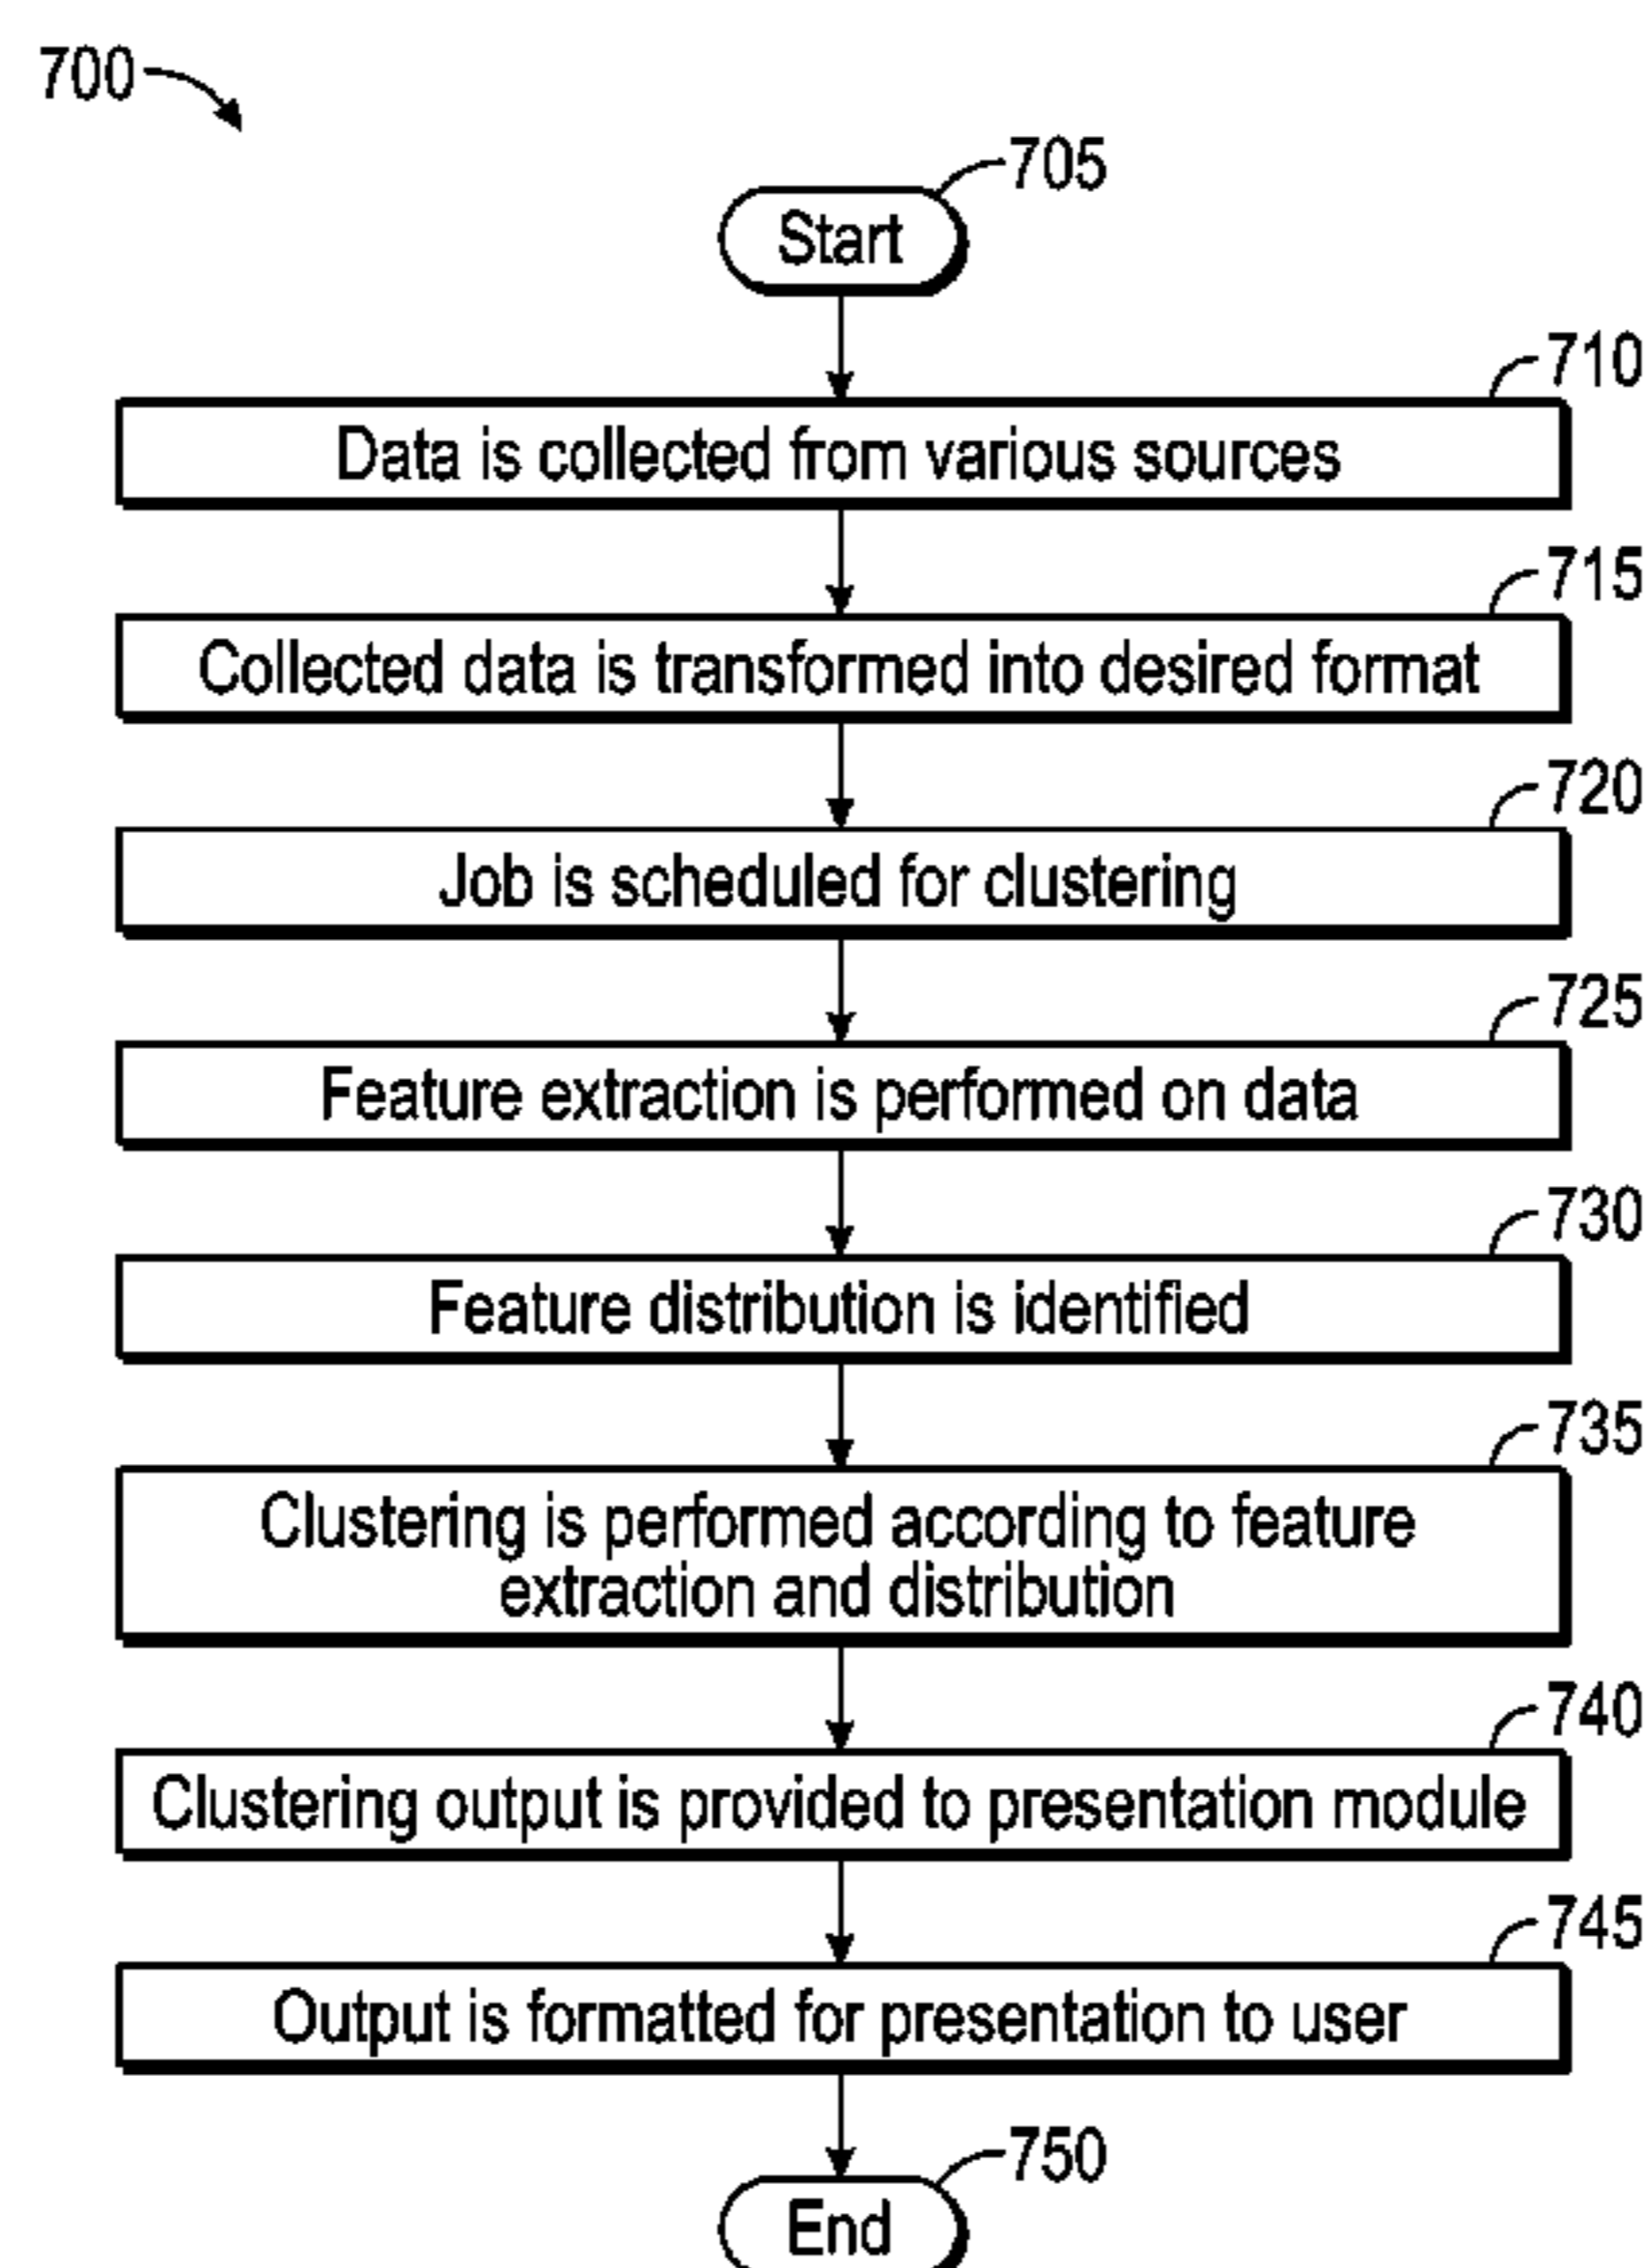 700
705
Start
710
Data is collected from various sources
715
Collected data is transformed into desired format
720
Job is scheduled for clustering
725
Feature extraction is performed on data
730
Feature distribution is identified
735
Clustering is performed according to feature
extraction and distribution
740
Clustering output is provided to presentation module
745
Output is formatted for presentation to user
750
End